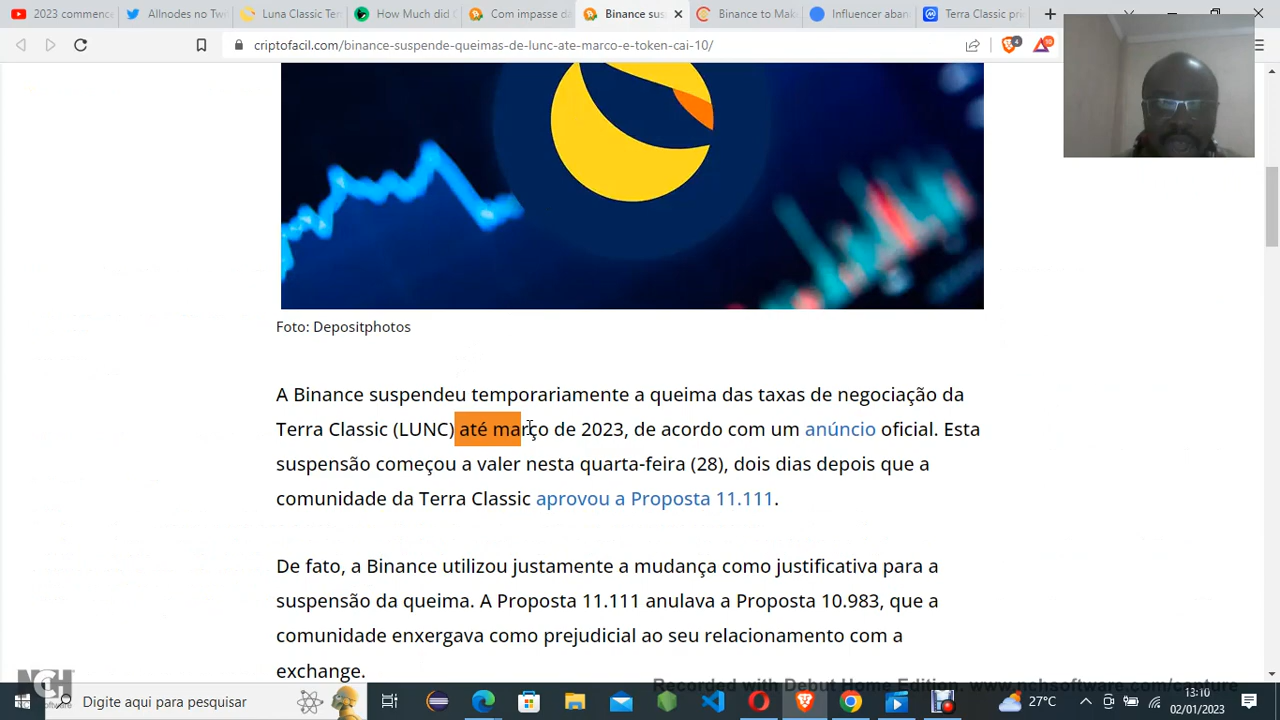 2023 commenc
Allnodes on Tw
Luna Classic Ter
How Much did
Com impasse da
Binance sus
Binance to Mak
Influencer aban
Terra Classic pri
criptofacil.com/binance-suspende-queimas-de-lunc-ate-marco-e-token-cai-10/
Foto: Depositphotos
A Binance suspendeu temporariamente a queima das taxas de negociação da
Terra Classic (LUNC) até março de 2023, de acordo com um anúncio oficial. Esta
suspensão começou a valer nesta quarta-feira (28), dois dias depois que a
comunidade da Terra Classic aprovou a Proposta 11.111.
De fato, a Binance utilizou justamente a mudança como justificativa para a
suspensão da queima. A Proposta 11.111 anulava a Proposta 10.983, que a
comunidade enxergava como prejudicial ao seu relacionamento com a
exchange.
NCH
Recorded with Debut Home Edition. www.nchsoftware.com/capture
Digite aqui para pesquisar
27°C
13:10
02/01/2023